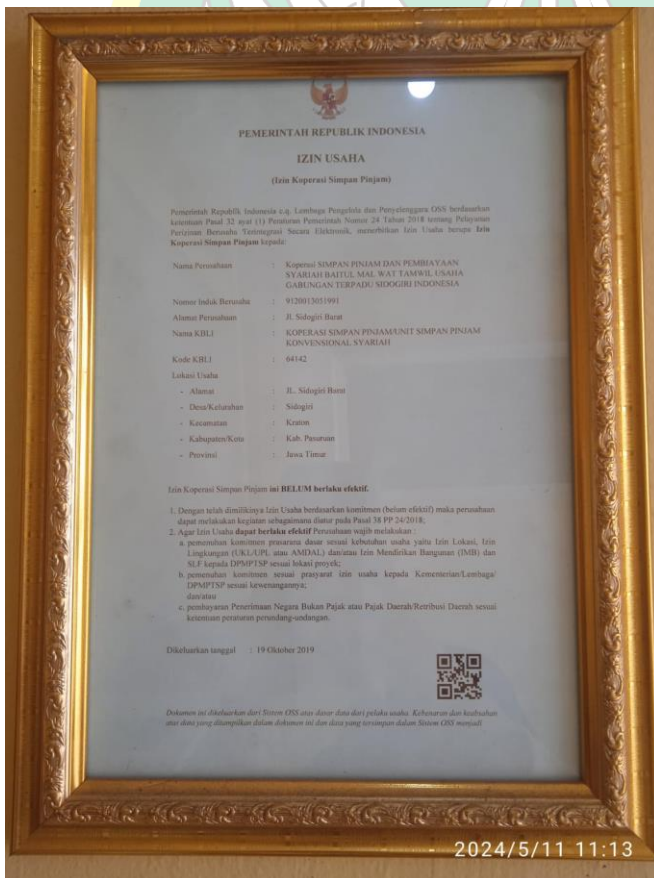 PEMERINTAH REPUBLIK INDONESIA
IZIN USAHA
(Izin Koperasi Simpan Pinjam)
Pemerintah Republik Indonesia c.q. Lembaga Pengelola dan Penyelenggara OSS berdasarkan
ketentuan Pasal 32 ayat (1) Peraturan Pemerintah Nomor 24 Tahun 2018 tentang Pelayanan
Perizinan Berusaha Terintegrasi Secara Elektronik, menerbitkan Izin Usaha berupa Izin
Koperasi Simpan Pinjam kepada:
Nama Perusahaan : Koperasi SIMPAN PINJAM DAN PEMBIAYAAN
SYARIAH BAITUL MAL WAT TAMWIL USAHA
GABUNGAN TERPADU SIDOGIRI INDONESIA
Nomor Induk Berusaha : 9120015051991
Alamat Perusahaan : Jl. Sidogiri Barat
Nama KBLI : KOPERASI SIMPAN PINJAM/UNIT SIMPAN PINJAM
KONVENSIONAL SYARIAH
Kode KBLI : 64142
Lokasi Usaha
- Alamat : JL. Sidogiri Barat
- Desa/Kelurahan : Sidogiri
- Kecamatan : Kraton
- Kabupaten/Kota : Kab. Pasuruan
- Provinsi : Jawa Timur
Izin Koperasi Simpan Pinjam ini BELUM berlaku efektif.
1. Dengan telah dimilikinya Izin Usaha berdasarkan komitmen (belum efektif) maka perusahaan
dapat melakukan kegiatan sebagaimana diatur pada Pasal 38 PP 24/2018;
2. Agar Izin Usaha dapat berlaku efektif Perusahaan wajib melakukan :
a. pemenuhan komitmen prasarana dasar sesuai kebutuhan usaha yaitu Izin Lokasi, Izin
Lingkungan (UKL/UPL atau AMDAL) dan/atau Izin Mendirikan Bangunan (IMB) dan
SLF kepada DPMPTSP sesuai lokasi proyek;
b. pemenuhan komitmen sesuai prasyarat izin usaha kepada Kementerian/Lembaga/
DPMPTSP sesuai kewenangannya;
dan/atau
c. pembayaran Penerimaan Negara Bukan Pajak atau Pajak Daerah/Retribusi Daerah sesuai
ketentuan peraturan perundang-undangan.
Dikeluarkan tanggal : 19 Oktober 2019
Dokumen ini dikeluarkan dari Sistem OSS atas dasar data dari pelaku usaha. Kebenaran dan keabsahan
atas data yang ditampilkan dalam dokumen ini dan data yang tersimpan dalam Sistem OSS menjadi
2024/5/11 11:13